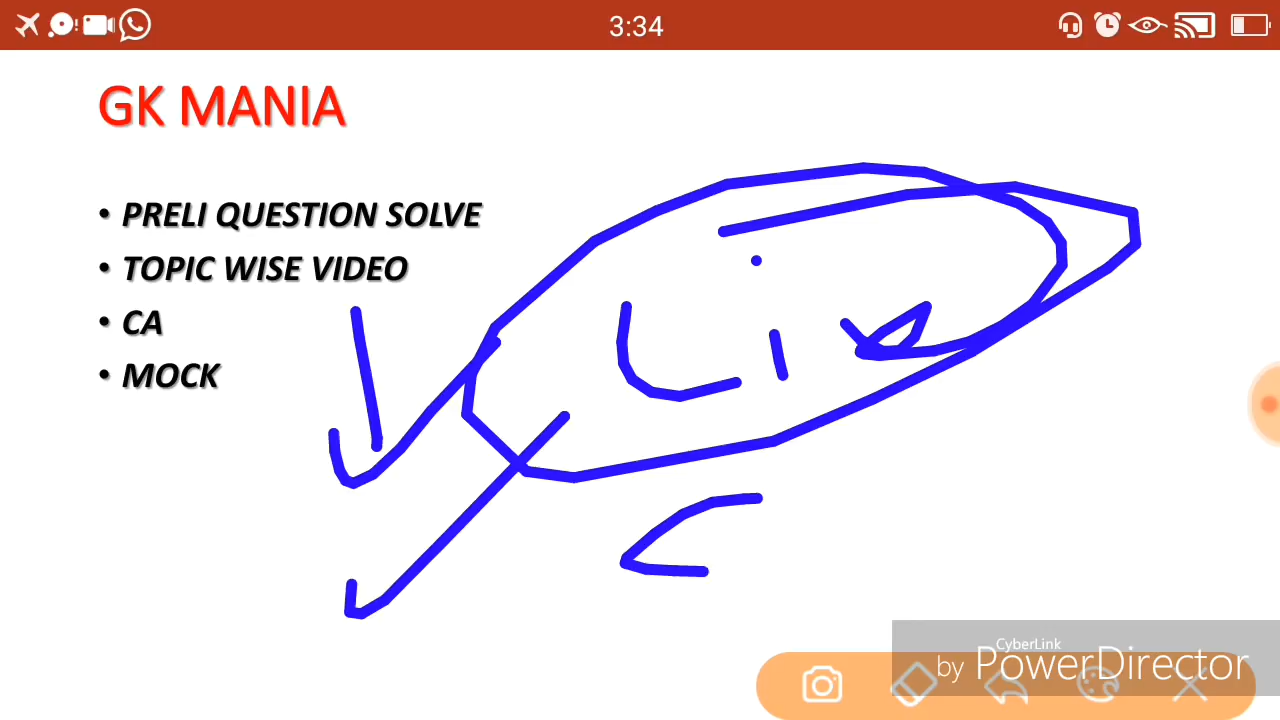 3:34
GK MANIA
• PRELI QUESTION SOLVE
• TOPIC WISE VIDEO
• CA
• MOCK
CyberLink
by PowerDirector